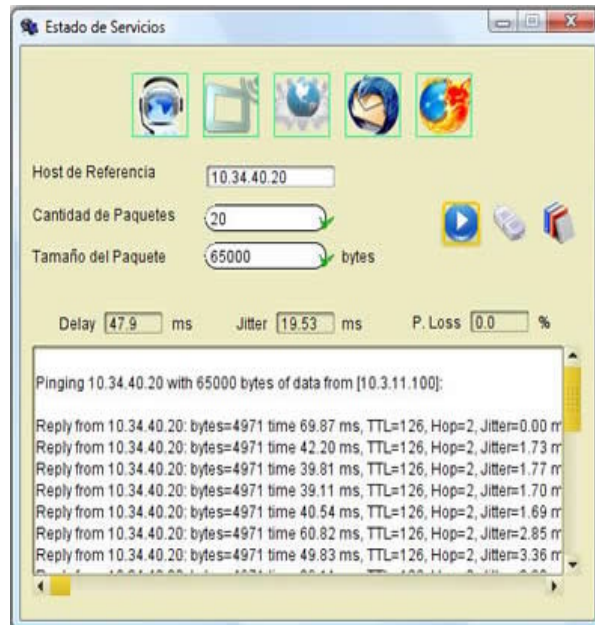 Estado de Servicios
Host de Referencia 10.34.40.20
Cantidad de Paquetes 20
Tamaño del Paquete 65000 bytes
Delay 47.9 ms Jitter 19.53 ms P. Loss 0.0 %
Pinging 10.34.40.20 with 65000 bytes of data from [10.3.11.100]:
Reply from 10.34.40.20: bytes=4971 time 69.87 ms, TTL=126, Hop=2, Jitter=0.00 m
Reply from 10.34.40.20: bytes=4971 time 42.20 ms, TTL=126, Hop=2, Jitter=1.73 m
Reply from 10.34.40.20: bytes=4971 time 39.81 ms, TTL=126, Hop=2, Jitter=1.77 m
Reply from 10.34.40.20: bytes=4971 time 39.11 ms, TTL=126, Hop=2, Jitter=1.70 m
Reply from 10.34.40.20: bytes=4971 time 40.54 ms, TTL=126, Hop=2, Jitter=1.69 m
Reply from 10.34.40.20: bytes=4971 time 60.82 ms, TTL=126, Hop=2, Jitter=2.85 m
Reply from 10.34.40.20: bytes=4971 time 49.83 ms, TTL=126, Hop=2, Jitter=3.36 m